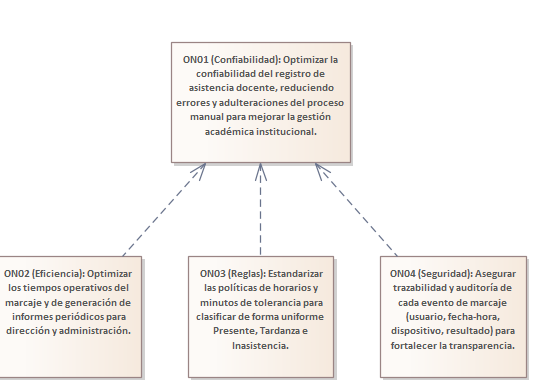 ON01 (Confiabilidad): Optimizar la
confiabilidad del registro de
asistencia docente, reduciendo
errores y adulteraciones del proceso
manual para mejorar la gestión
académica institucional.
ON02 (Eficiencia): Optimizar
los tiempos operativos del
marcaje y de generación de
informes periódicos para
dirección y administración.
ON03 (Reglas): Estandarizar
las políticas de horarios y
minutos de tolerancia para
clasificar de forma uniforme
Presente, Tardanza e
Inasistencia.
ON04 (Seguridad): Asegurar
trazabilidad y auditoría de
cada evento de marcaje
(usuario, fecha-hora,
dispositivo, resultado) para
fortalecer la transparencia.